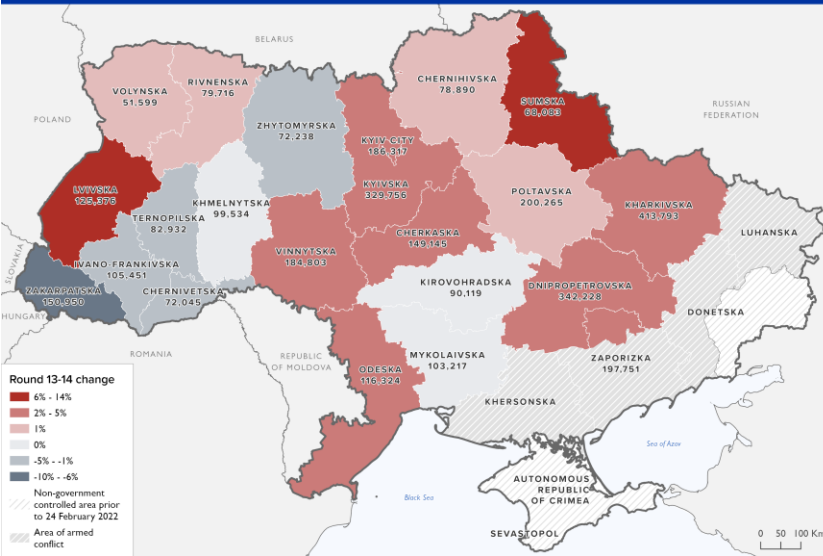 BELARUS
POLAND
RUSSIAN
FEDERATION
VOLYNSKA
51,599
RIVNENSKA
79,716
ZHYTOMYRSKA
72,238
CHERNIHIVSKA
78,890
SUMSKA
68,083
KYIV-CITY
186,317
KYIVSKA
329,756
LVIVSKA
125,376
TERNOPILSKA
82,932
KHMELNYTSKA
99,534
POLTAVSKA
200,265
KHARKIVSKA
413,793
CHERKASKA
149,145
VINNYTSKA
184,803
LUHANSKA
SLOVAKIA
IVANO-FRANKIVSKA
105,451
ZAKARPATSKA
150,950
CHERNIVETSKA
72,045
KIROVOHRADSKA
90,119
DNIPROPETROVSKA
342,228
DONETSKA
HUNGARY
ROMANIA
REPUBLIC
OF MOLDOVA
ODESKA
116,324
MYKOLAIVSKA
103,217
ZAPORIZKA
197,751
KHERSONSKA
Sea of Azov
Black Sea
AUTONOMOUS
REPUBLIC
OF CRIMEA
SEVASTOPOL
Round 13-14 change
6% - 14%
2% - 5%
1%
0%
-5% - -1%
-10% - -6%
Non-government
controlled area prior
to 24 February 2022
Area of armed
conflict
0 50 100 Km